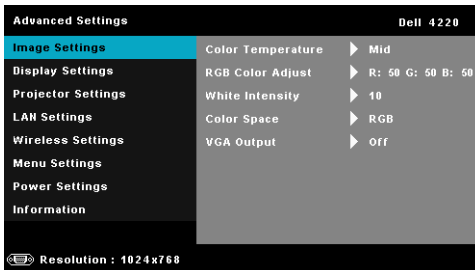 Advanced Settings Dell 4220
Image Settings Color Temperature Mid
Display Settings RGB Color Adjust R: 50 G: 50 B: 50
Projector Settings White Intensity 10
LAN Settings Color Space RGB
Wireless Settings VGA Output Off
Menu Settings
Power Settings
Information
Resolution : 1024x768